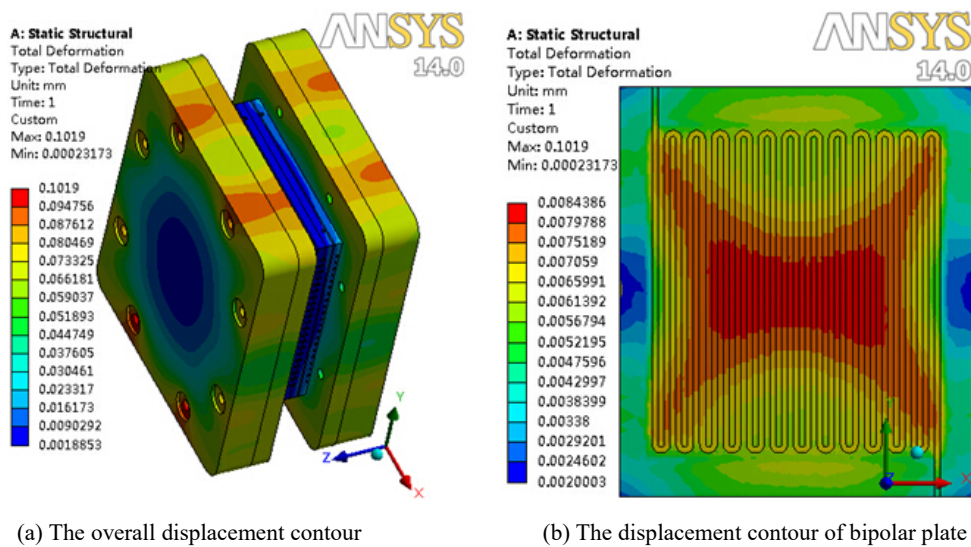 A: Static Structural
Total Deformation
Type: Total Deformation
Unit: mm
Time: 1
Custom
Max: 0.1019
Min: 0.00023173
ANSYS
14.0
0.1019
0.094756
0.087612
0.080469
0.073325
0.066181
0.059037
0.051893
0.044749
0.037605
0.030461
0.023317
0.016173
0.0090292
0.0018853
Y
Z
X
(a) The overall displacement contour
A: Static Structural
Total Deformation
Type: Total Deformation
Unit: mm
Time: 1
Custom
Max: 0.1019
Min: 0.00023173
ANSYS
14.0
0.0084386
0.0079788
0.0075189
0.007059
0.0065991
0.0061392
0.0056794
0.0052195
0.0047596
0.0042997
0.0038399
0.00338
0.0029201
0.0024602
0.0020003
Z
X
(b) The displacement contour of bipolar plate